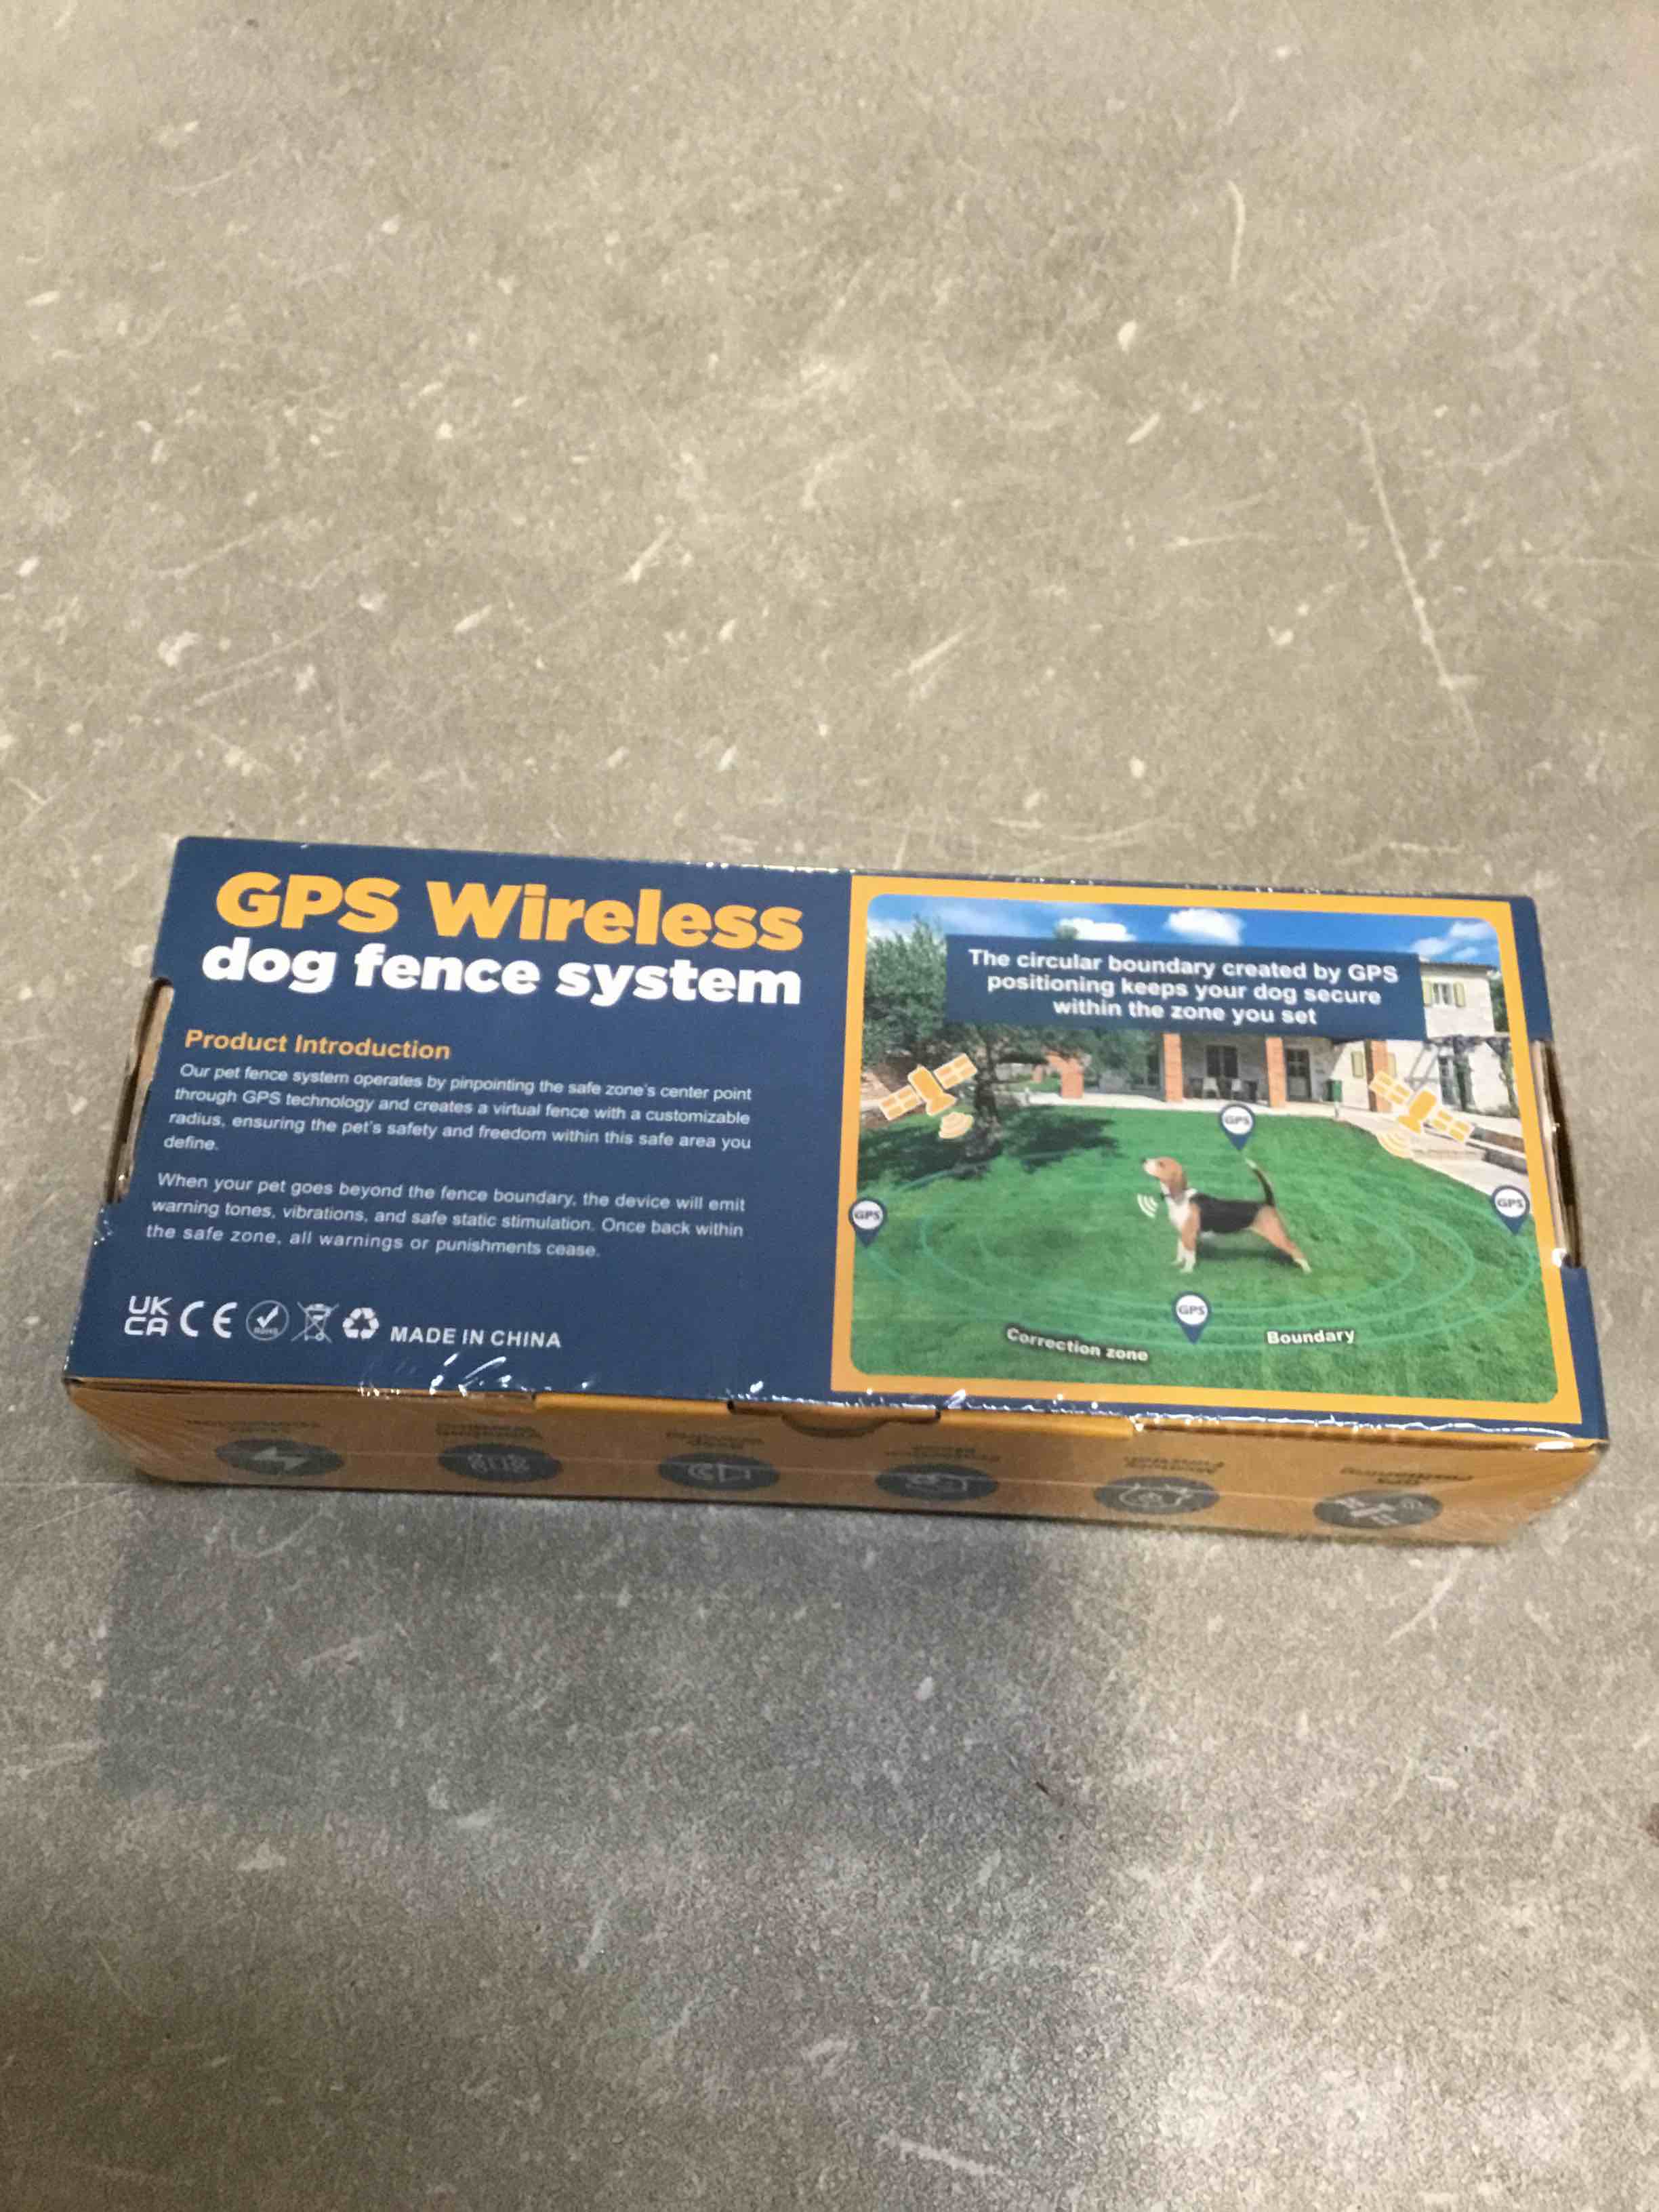 GPS Wireless
dog fence system
Product Introduction
Our pet fence system operates by pinpointing the safe zone's center point
through GPS technology and creates a virtual fence with a customizable
radius, ensuring the pet's safety and freedom within this safe area you
define.
When your pet goes beyond the fence boundary, the device will emit
warning tones, vibrations, and safe static stimulation. Once back within
the safe zone, all warnings or punishments cease.
UK
CA
CE
RoHS
MADE IN CHINA
The circular boundary created by GPS
positioning keeps your dog secure
within the zone you set
GPS
GPS
GPS
GPS
Correction zone
Boundary